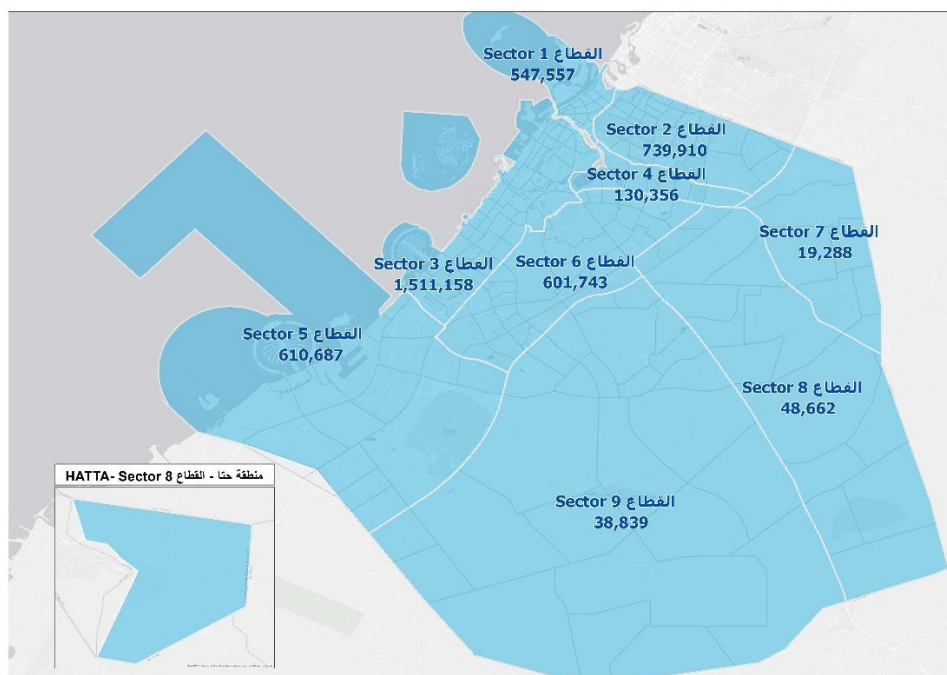 Sector 1 القطاع
547,557
Sector 2 القطاع
739,910
Sector 4 القطاع
130,356
Sector 7 القطاع
19,288
Sector 3 القطاع
1,511,158
Sector 6 القطاع
601,743
Sector 5 القطاع
610,687
Sector 8 القطاع
48,662
Sector 9 القطاع
38,839
HATTA- Sector 8 منطقة حتا - القطاع